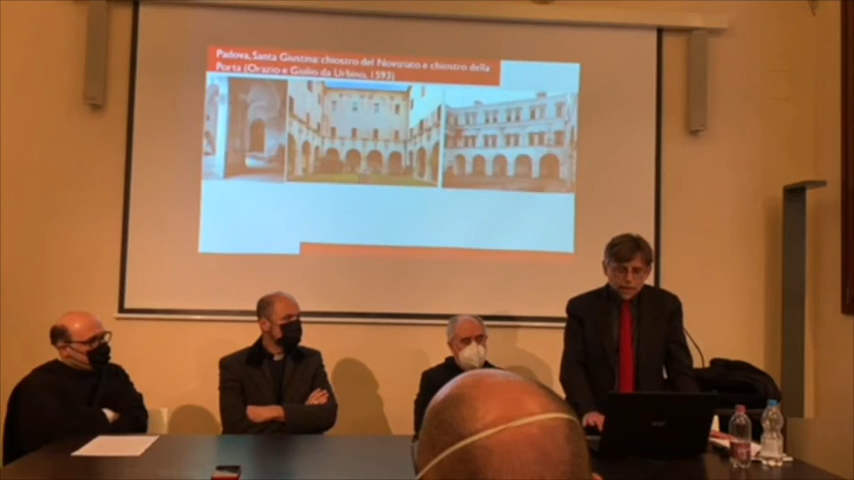 Padova, Santa Giustina: chiostro del Noviziato e chiostro della
Porta (Orazio e Giulio da Urbino, 1593)